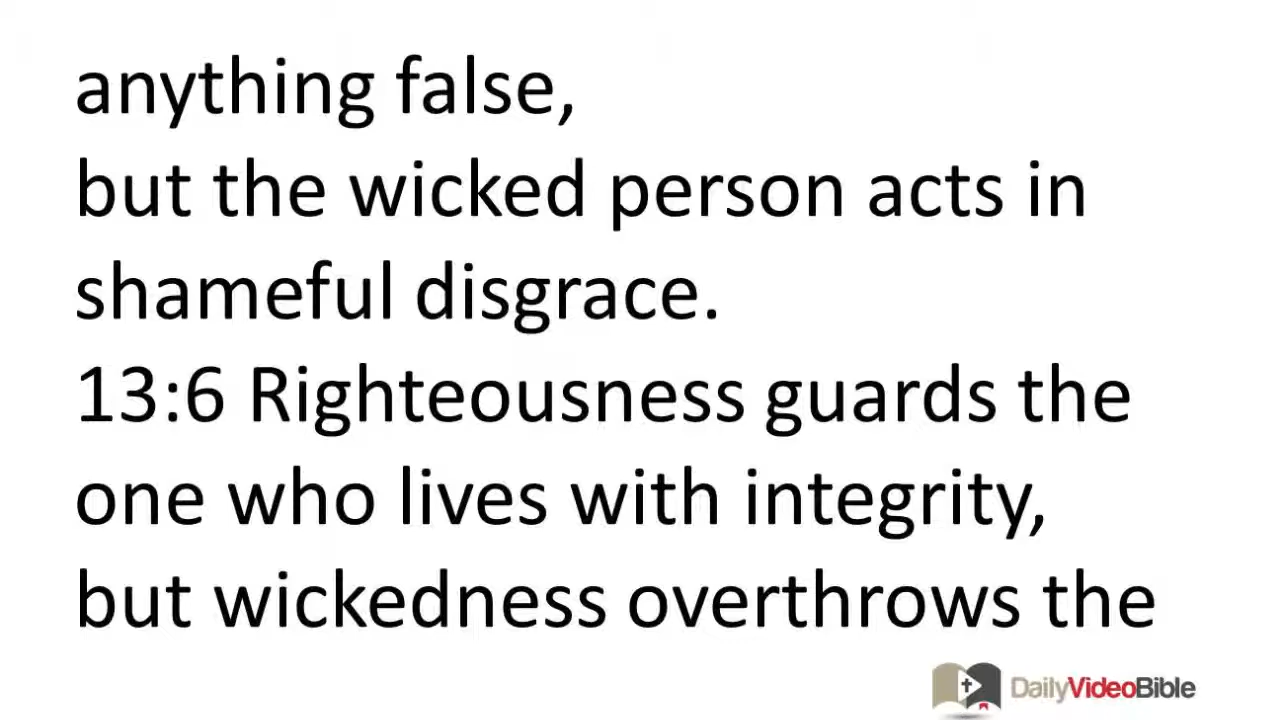 anything false,
but the wicked person acts in
shameful disgrace.
13:6 Righteousness guards the
one who lives with integrity,
but wickedness overthrows the
DailyVideoBible